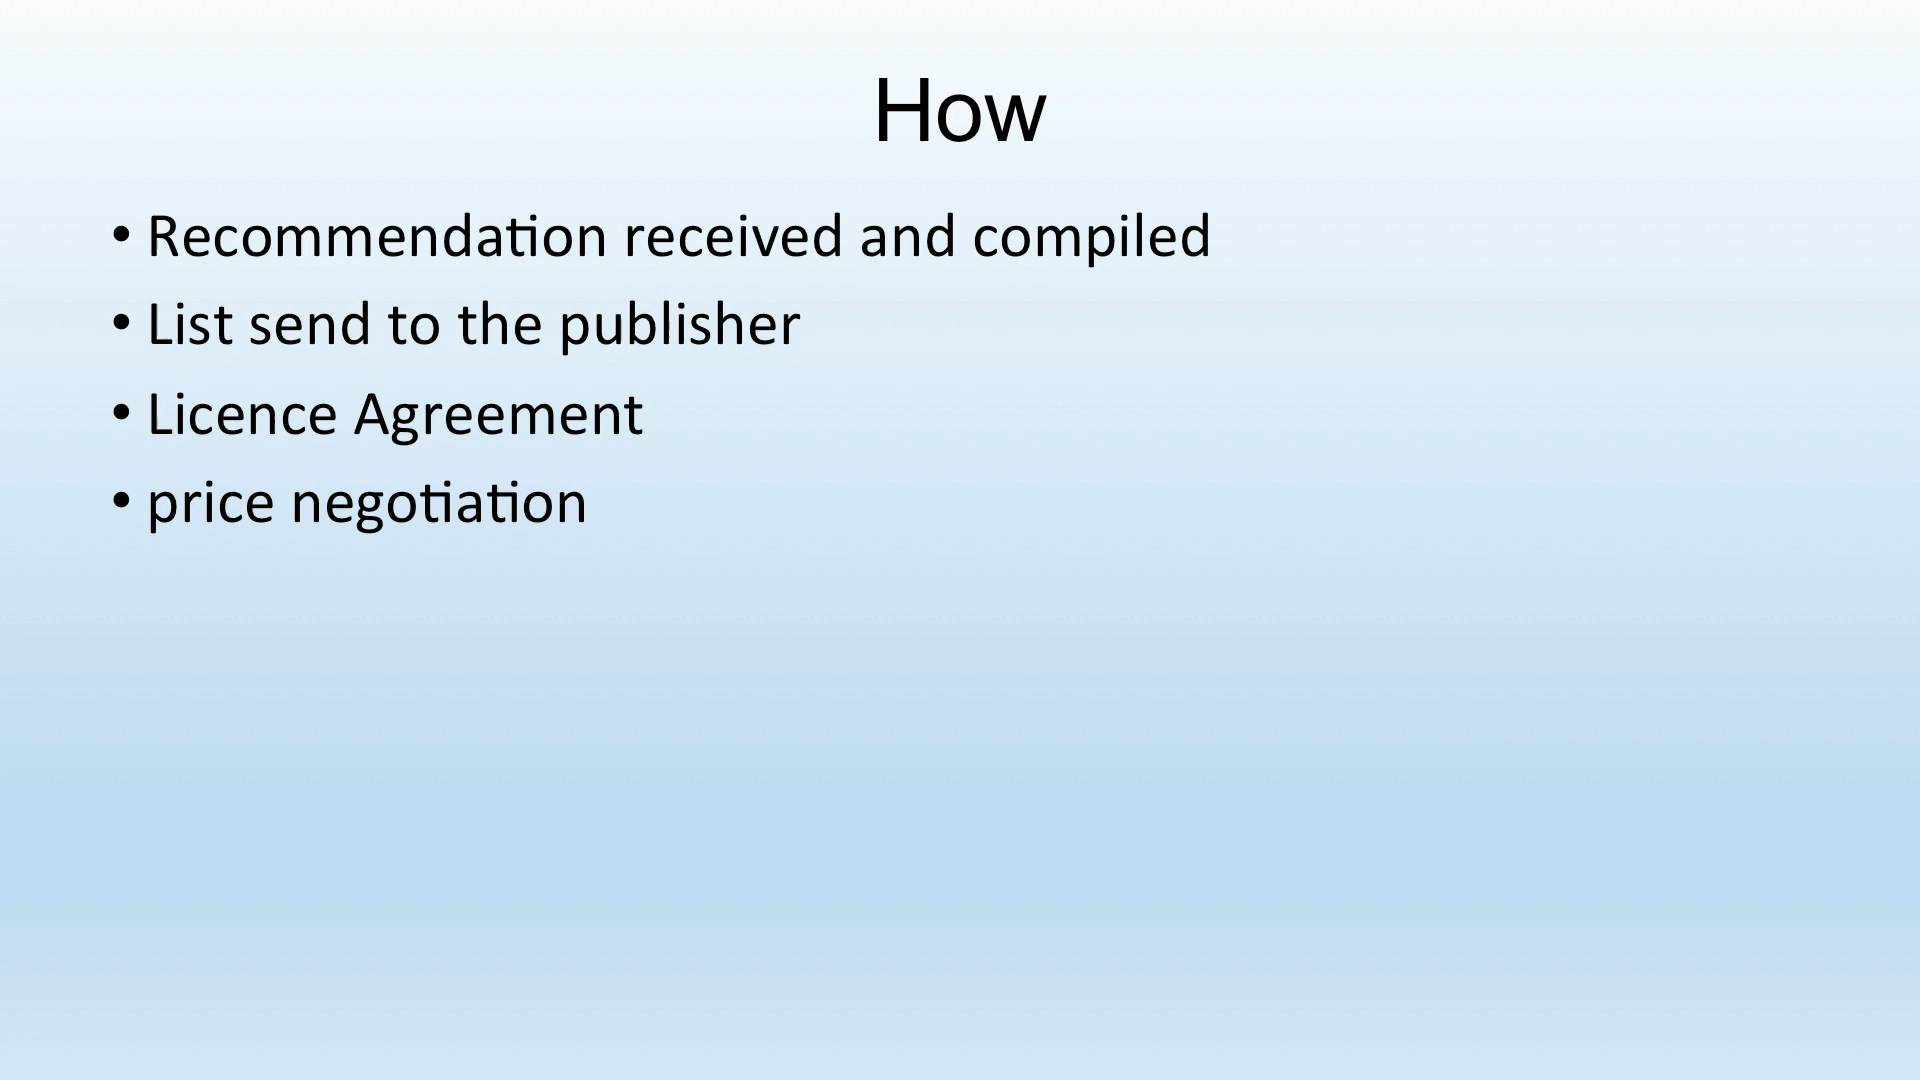 How
• Recommendation received and compiled
• List send to the publisher
• Licence Agreement
• price negotiation